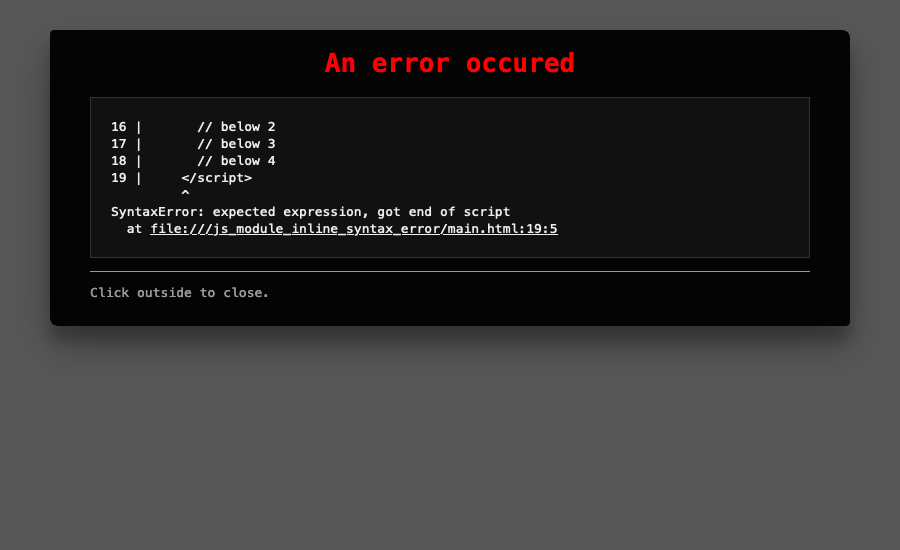 An error occured
16 |       // below 2
17 |       // below 3
18 |       // below 4
19 |     </script>
         ^
SyntaxError: expected expression, got end of script
  at file:///js_module_inline_syntax_error/main.html:19:5
Click outside to close.